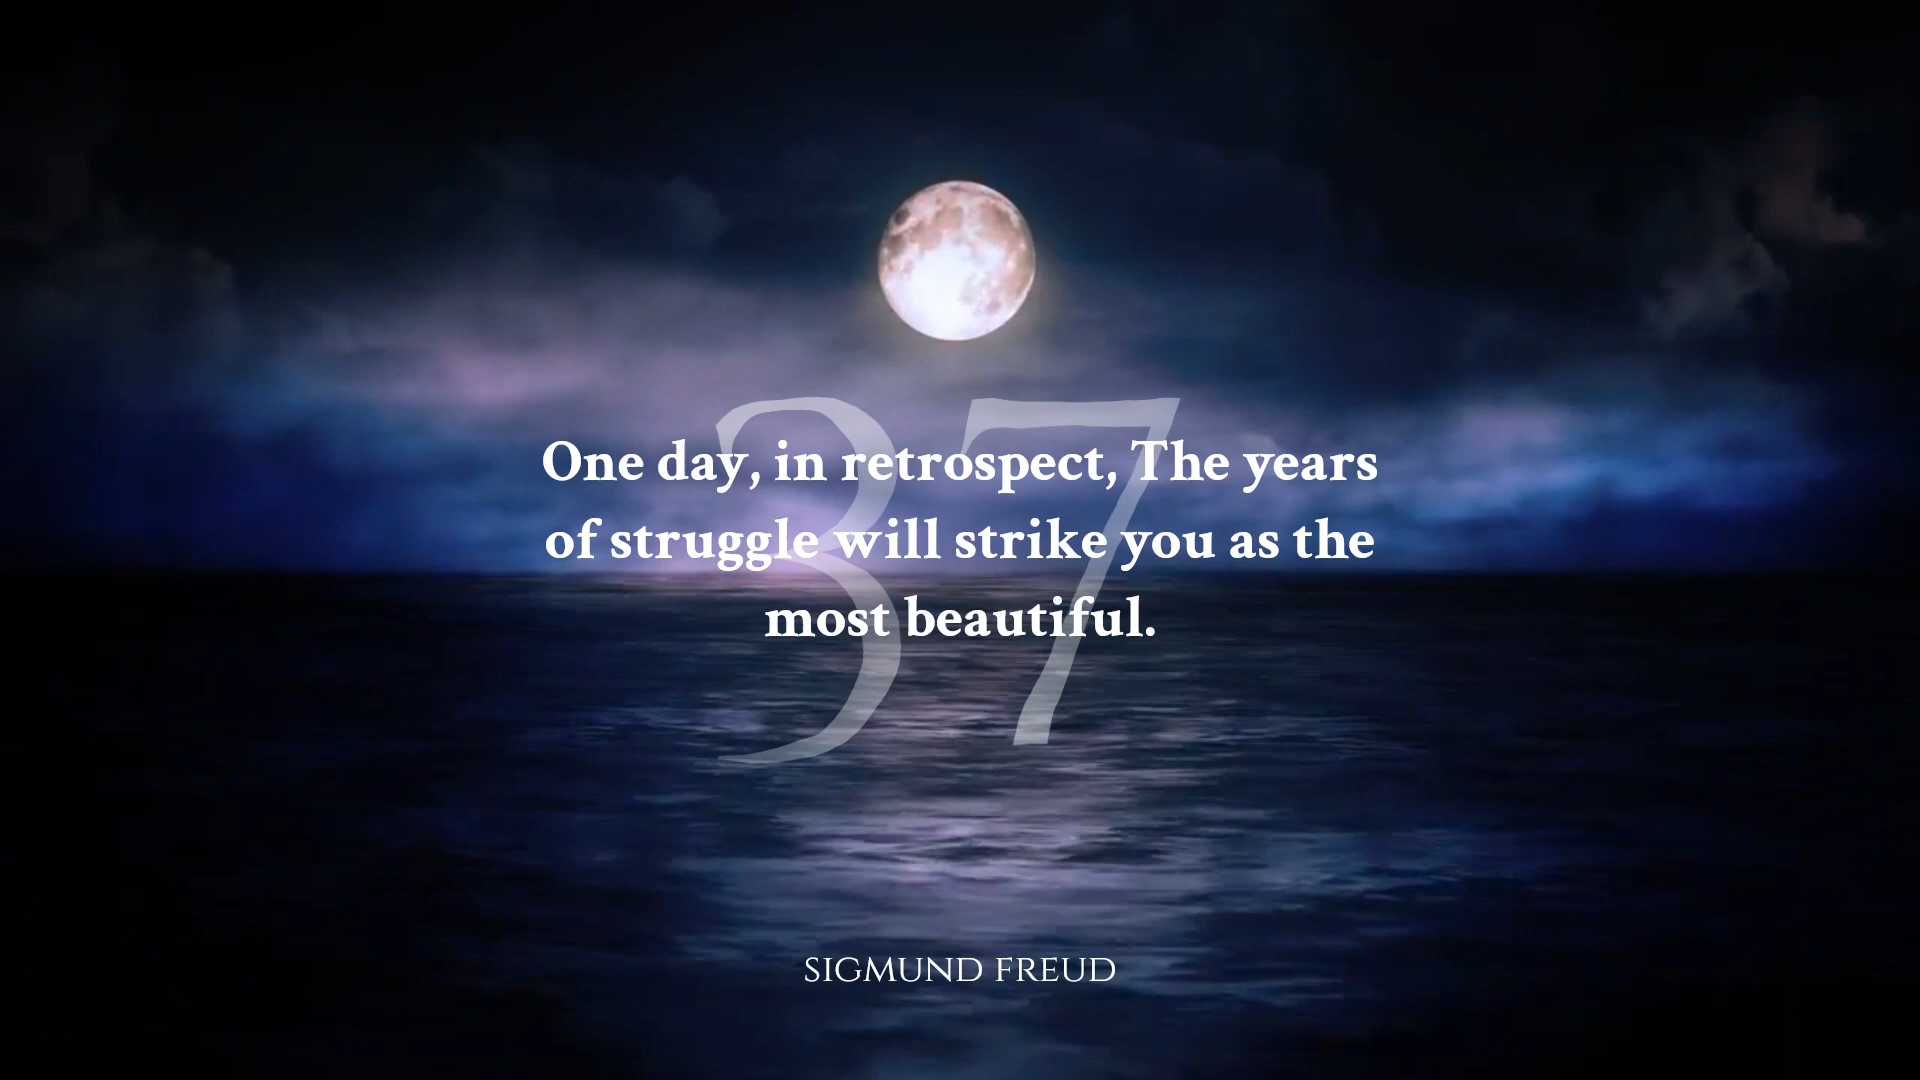 37
One day, in retrospect, The years
of struggle will strike you as the
most beautiful.
SIGMUND FREUD